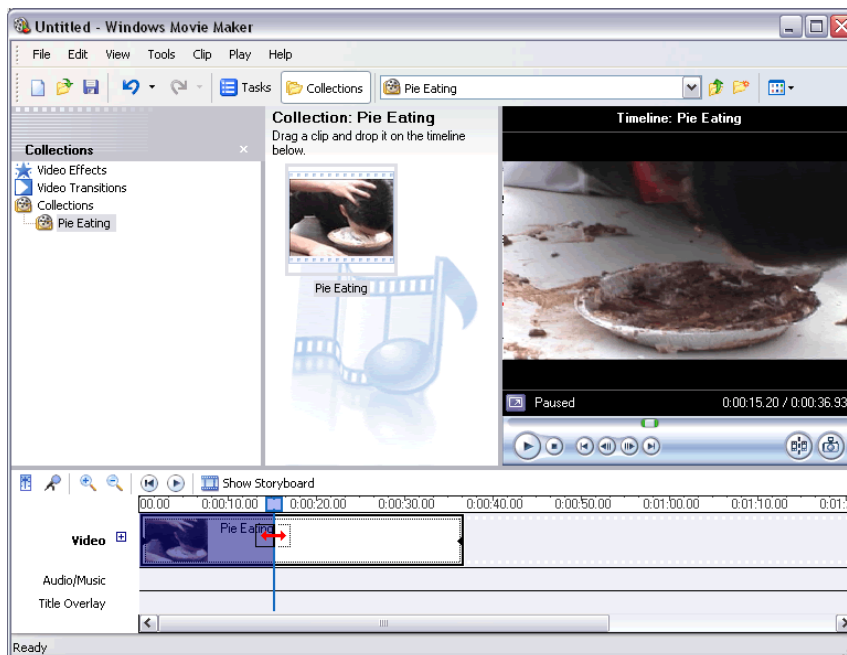 Untitled - Windows Movie Maker
File Edit View Tools Clip Play Help
Tasks Collections Pie Eating
Collections
Video Effects
Video Transitions
Collections
Pie Eating
Collection: Pie Eating
Drag a clip and drop it on the timeline
below.
Pie Eating
Timeline: Pie Eating
Paused 0:00:15.20 / 0:00:36.93
Show Storyboard
00.00 0:00:10.00 0:00:20.00 0:00:30.00 0:00:40.00 0:00:50.00 0:01:00.00 0:01:10.00 0:01:
Video Pie Eating
Audio/Music
Title Overlay
Ready